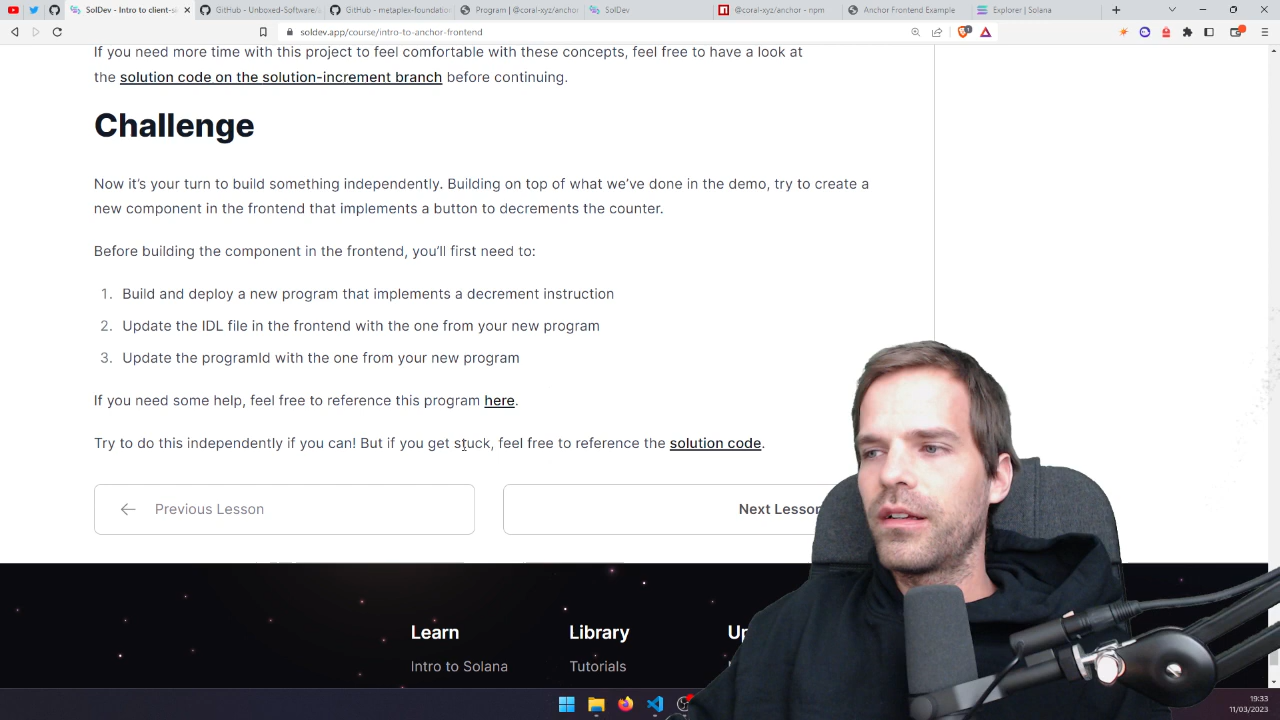 SolDev - Intro to client-s
GitHub - Unboxed-Software/a
GitHub - metaplex-foundation
Program | @coral-xyz/anchor
SolDev
@coral-xyz/anchor - npm
Anchor Frontend Example
Explorer | Solana
soldev.app/course/intro-to-anchor-frontend
If you need more time with this project to feel comfortable with these concepts, feel free to have a look at
the solution code on the solution-increment branch before continuing.
Challenge
Now it's your turn to build something independently. Building on top of what we've done in the demo, try to create a
new component in the frontend that implements a button to decrements the counter.
Before building the component in the frontend, you'll first need to:
1. Build and deploy a new program that implements a decrement instruction
2. Update the IDL file in the frontend with the one from your new program
3. Update the programId with the one from your new program
If you need some help, feel free to reference this program here.
Try to do this independently if you can! But if you get stuck, feel free to reference the solution code.
Previous Lesson
Next Lesson
Learn
Library
Up
Intro to Solana
Tutorials
19:33
11/03/2023